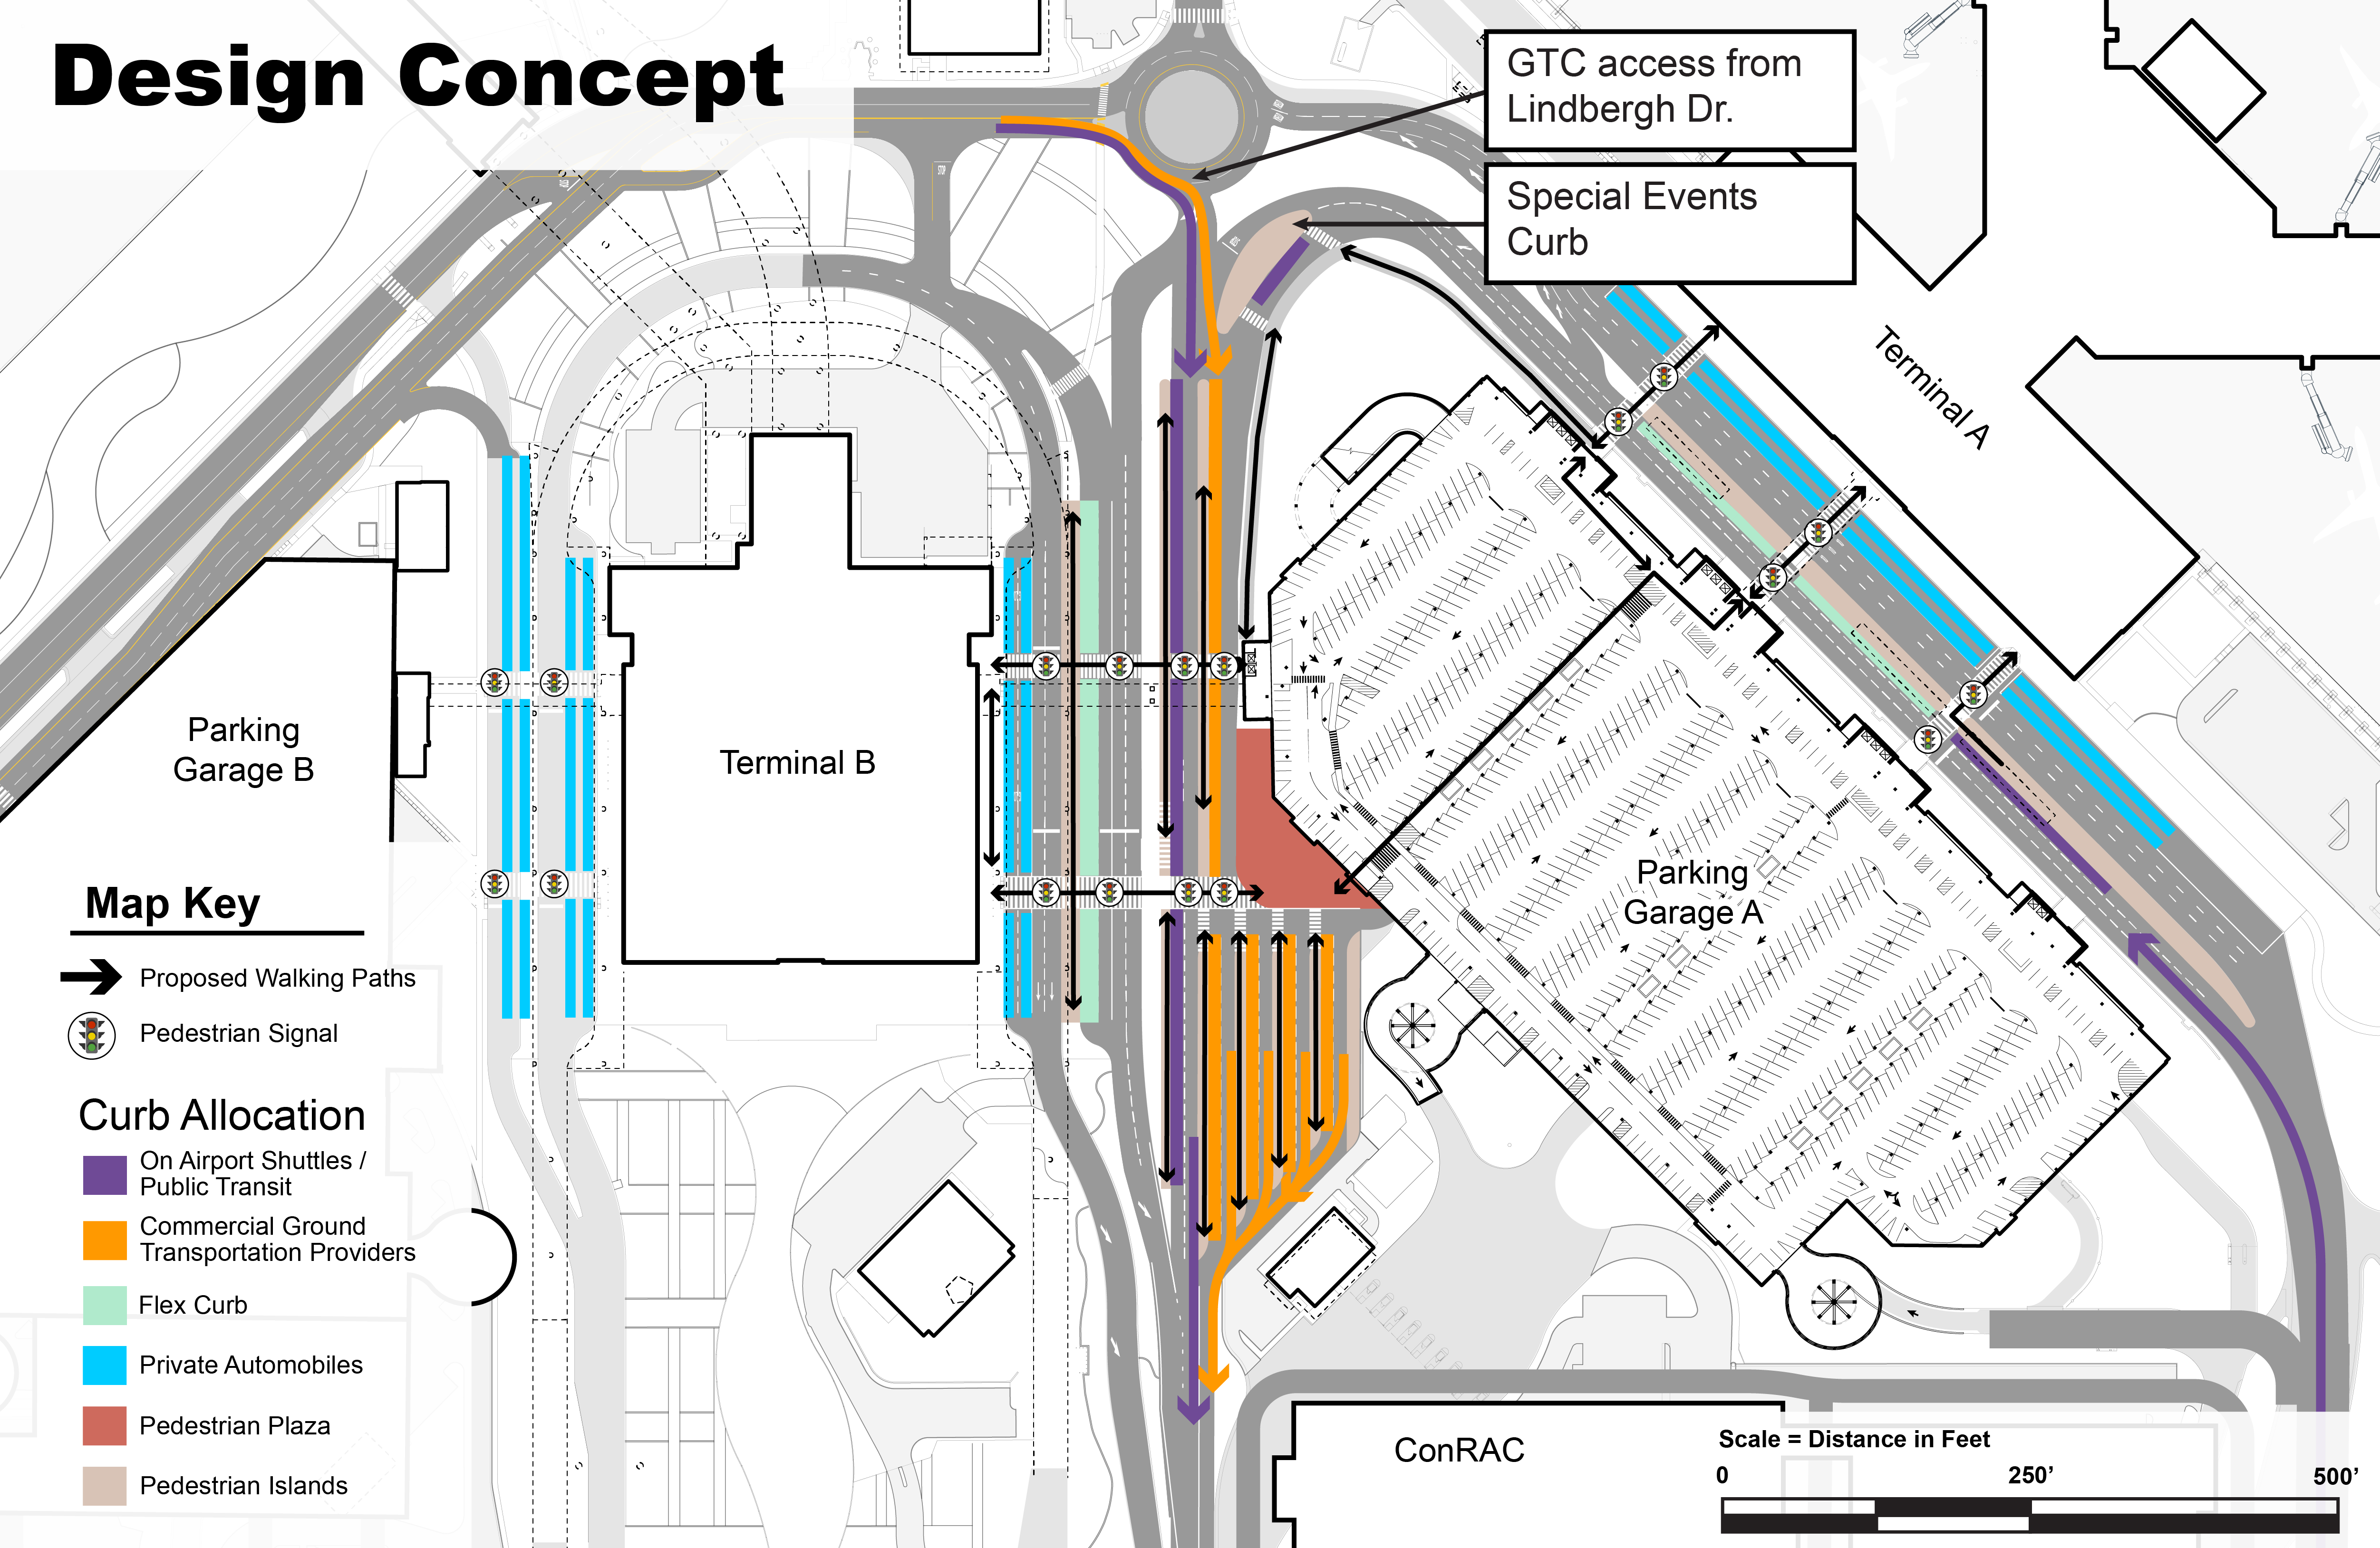 Design Concept
GTC access from
Lindbergh Dr.
Special Events
Curb
Terminal A
Parking
Garage B
Terminal B
Parking
Garage A
Map Key
Proposed Walking Paths
Pedestrian Signal
Curb Allocation
On Airport Shuttles /
Public Transit
Commercial Ground
Transportation Providers
Flex Curb
Private Automobiles
Pedestrian Plaza
Pedestrian Islands
ConRAC
Scale = Distance in Feet
0 250’ 500’